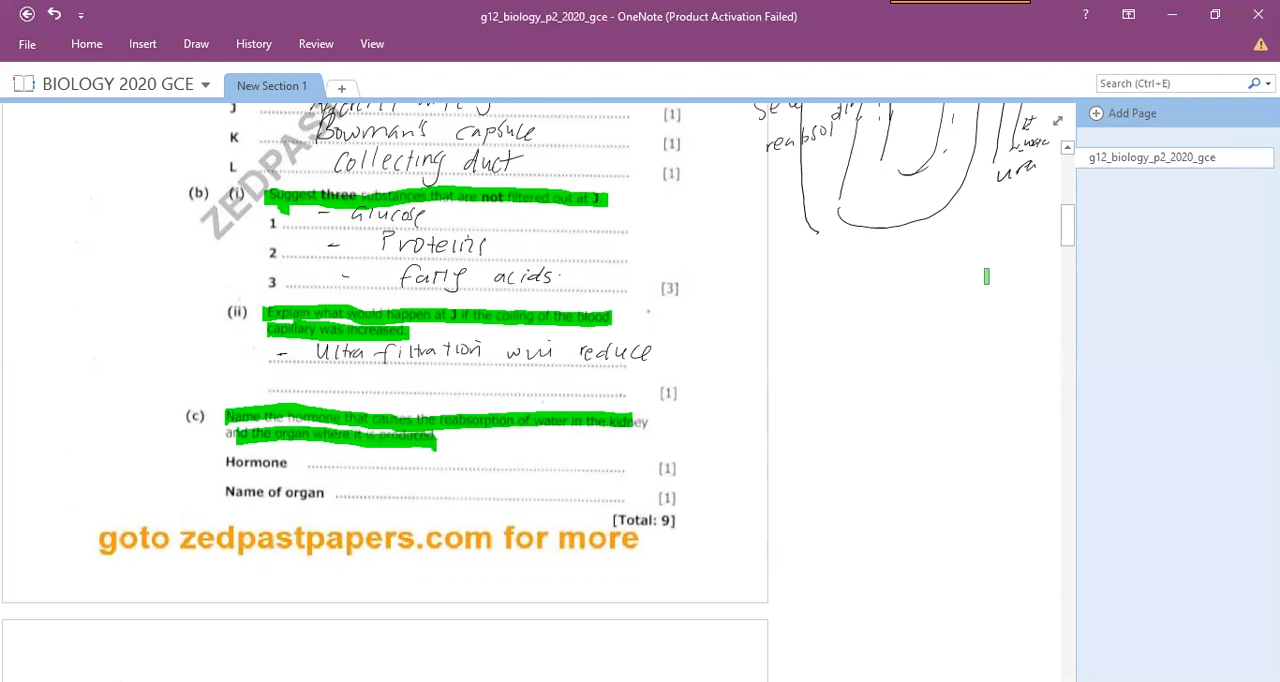 g12_biology_p2_2020_gce - OneNote (Product Activation Failed)
File Home Insert Draw History Review View
BIOLOGY 2020 GCE New Section 1 +
Search (Ctrl+E)
Add Page
g12_biology_p2_2020_gce
J [1]
K Bowman's capsule [1]
L collecting duct [1]
ZEDPAS
(b) (i) Suggest three substances that are not filtered out at J.
1 - Glucose
2 - Proteins
3 - fatty acids. [3]
(ii) Explain what would happen at J if the coiling of the blood
capillary was increased.
- Ultra-filtration will reduce
[1]
(c) Name the hormone that causes the reabsorption of water in the kidney
and the organ where it is produced.
Hormone [1]
Name of organ [1]
[Total: 9]
goto zedpastpapers.com for more